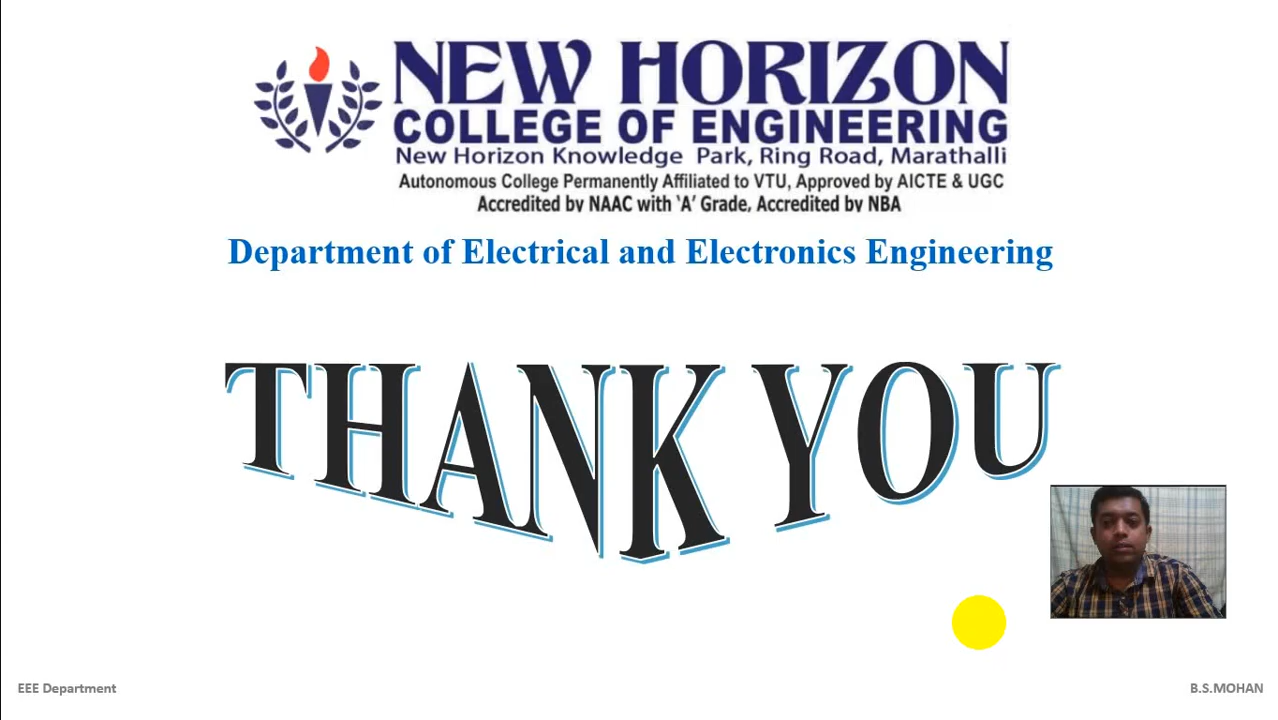 NEW HORIZON
COLLEGE OF ENGINEERING
New Horizon Knowledge Park, Ring Road, Marathalli
Autonomous College Permanently Affiliated to VTU, Approved by AICTE & UGC
Accredited by NAAC with 'A' Grade, Accredited by NBA
Department of Electrical and Electronics Engineering
THANK YOU
EEE Department
B.S.MOHAN